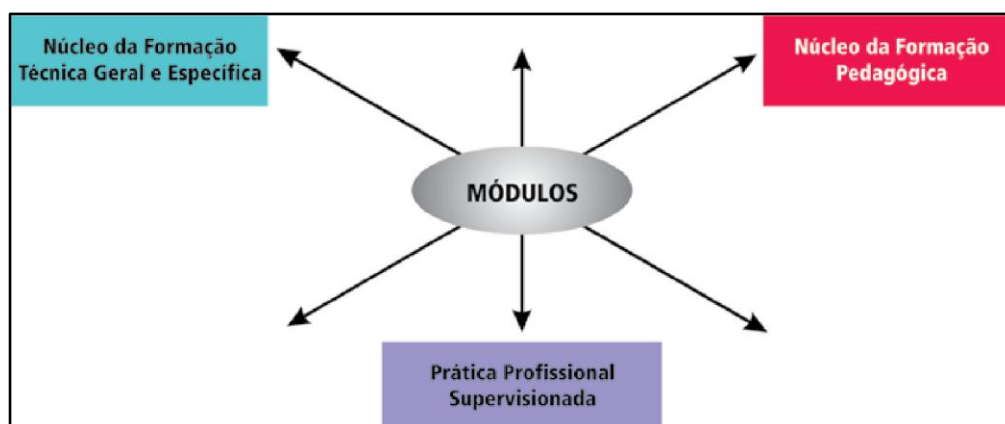 Núcleo da Formação
Técnica Geral e Específica
Núcleo da Formação
Pedagógica
MÓDULOS
Prática Profissional
Supervisionada